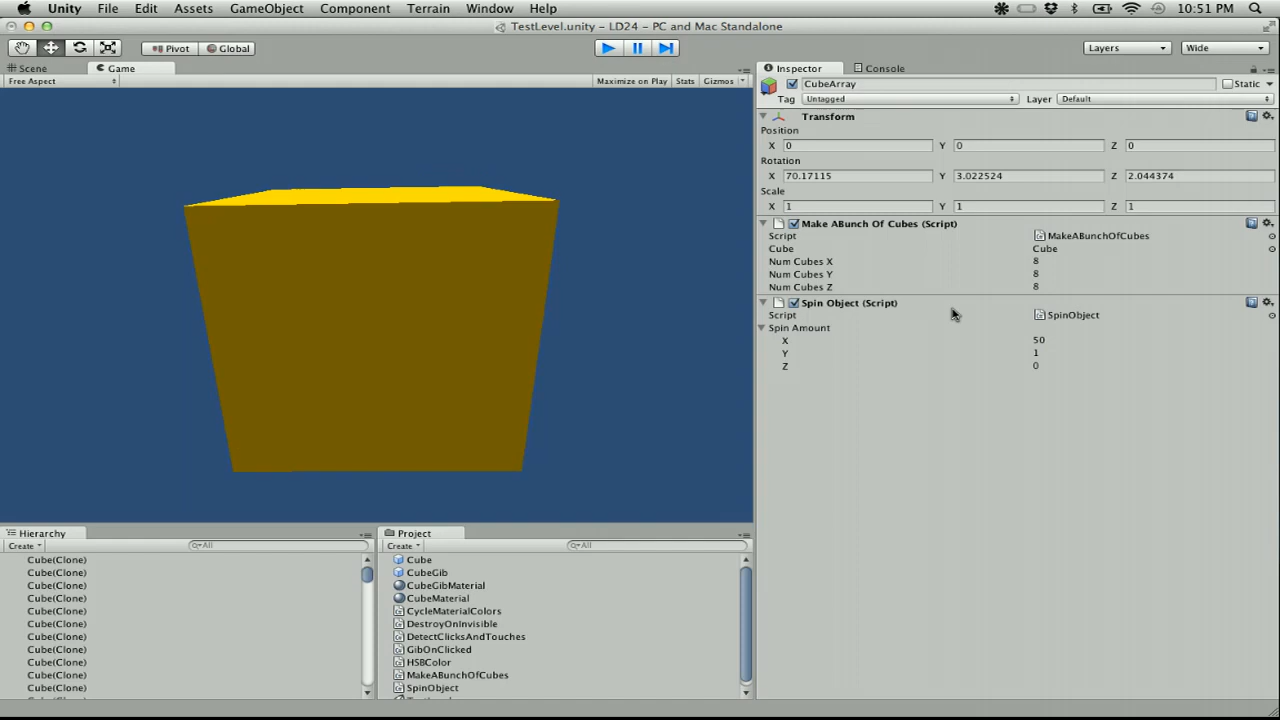 Unity File Edit Assets GameObject Component Terrain Window Help 10:51 PM
TestLevel.unity - LD24 - PC and Mac Standalone
Pivot Global Layers Wide
Scene Game
Free Aspect Maximize on Play Stats Gizmos
Inspector Console
CubeArray Static
Tag Untagged Layer Default
Transform
Position
X 0 Y 0 Z 0
Rotation
X 70.17115 Y 3.022524 Z 2.044374
Scale
X 1 Y 1 Z 1
Make ABunch Of Cubes (Script)
Script MakeABunchOfCubes
Cube Cube
Num Cubes X 8
Num Cubes Y 8
Num Cubes Z 8
Spin Object (Script)
Script SpinObject
Spin Amount
X 50
Y 1
Z 0
Hierarchy
Create All
Cube(Clone)
Cube(Clone)
Cube(Clone)
Cube(Clone)
Cube(Clone)
Cube(Clone)
Cube(Clone)
Cube(Clone)
Cube(Clone)
Cube(Clone)
Cube(Clone)
Project
Create All
Cube
CubeGib
CubeGibMaterial
CubeMaterial
CycleMaterialColors
DestroyOnInvisible
DetectClicksAndTouches
GibOnClicked
HSBColor
MakeABunchOfCubes
SpinObject